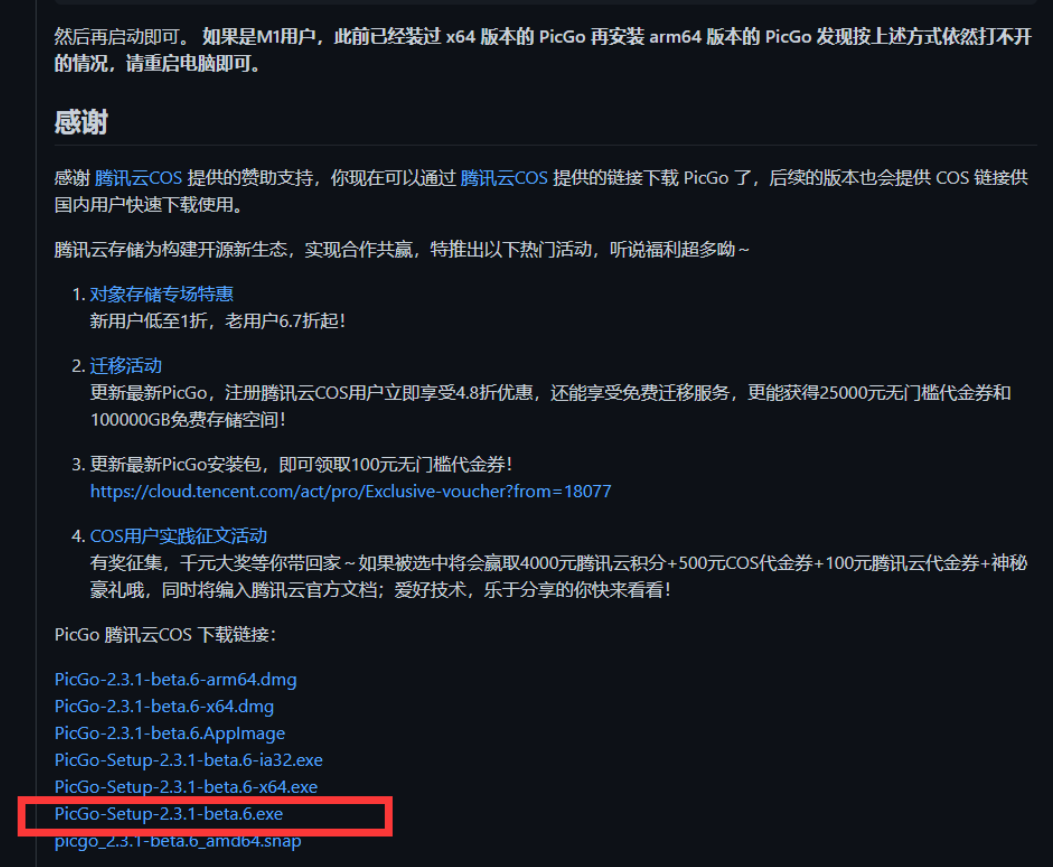 然后再启动即可。 如果是M1用户，此前已经装过 x64 版本的 PicGo 再安装 arm64 版本的 PicGo 发现按上述方式依然打不开
的情况，请重启电脑即可。
感谢
感谢 腾讯云COS 提供的赞助支持，你现在可以通过 腾讯云COS 提供的链接下载 PicGo 了，后续的版本也会提供 COS 链接供
国内用户快速下载使用。
腾讯云存储为构建开源新生态，实现合作共赢，特推出以下热门活动，听说福利超多呦～
1. 对象存储专场特惠
新用户低至1折，老用户6.7折起！
2. 迁移活动
更新最新PicGo，注册腾讯云COS用户立即享受4.8折优惠，还能享受免费迁移服务，更能获得25000元无门槛代金券和
100000GB免费存储空间！
3. 更新最新PicGo安装包，即可领取100元无门槛代金券！
https://cloud.tencent.com/act/pro/Exclusive-voucher?from=18077
4. COS用户实践征文活动
有奖征集，千元大奖等你带回家～如果被选中将会赢取4000元腾讯云积分+500元COS代金券+100元腾讯云代金券+神秘
豪礼哦，同时将编入腾讯云官方文档；爱好技术，乐于分享的你快来看看！
PicGo 腾讯云COS 下载链接：
PicGo-2.3.1-beta.6-arm64.dmg
PicGo-2.3.1-beta.6-x64.dmg
PicGo-2.3.1-beta.6.AppImage
PicGo-Setup-2.3.1-beta.6-ia32.exe
PicGo-Setup-2.3.1-beta.6-x64.exe
PicGo-Setup-2.3.1-beta.6.exe
picgo_2.3.1-beta.6_amd64.snap